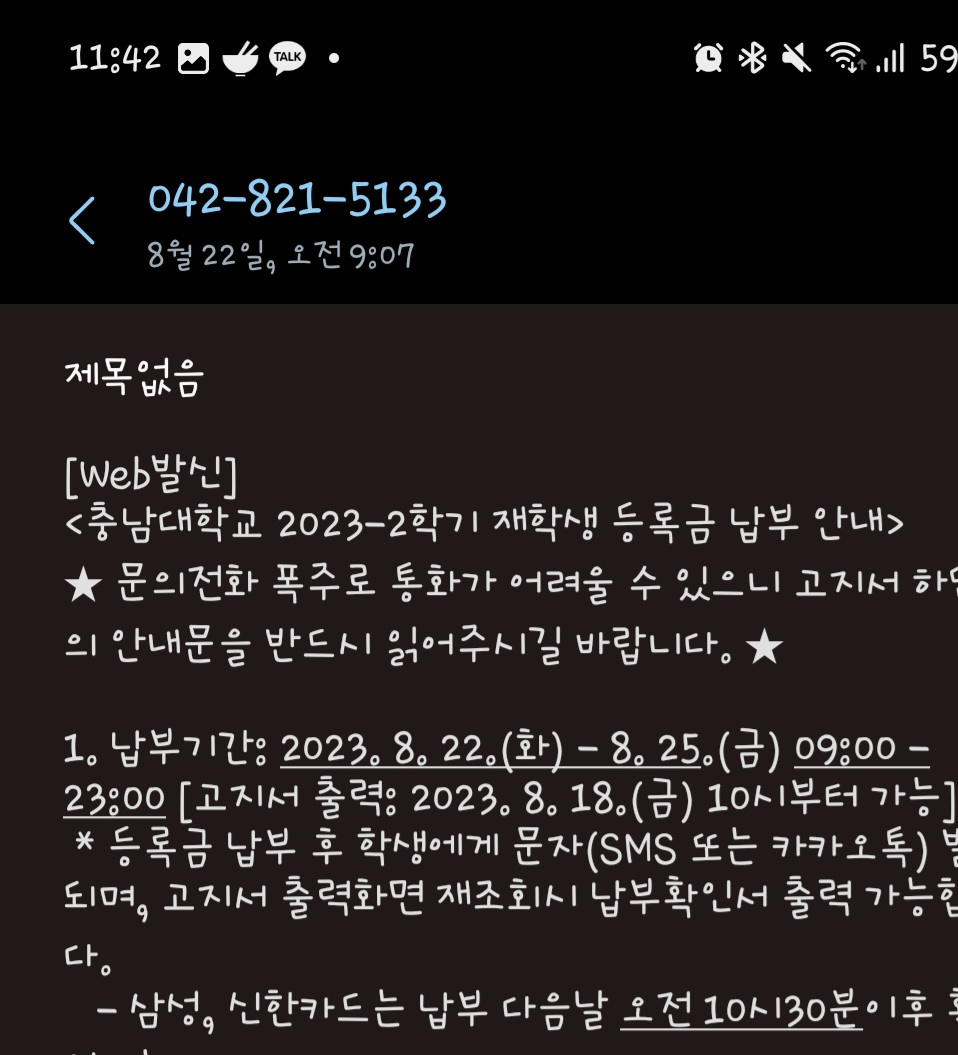 11:42 TALK 59
042-821-5133
8월 22일, 오전 9:07
제목없음
[Web발신]
<충남대학교 2023-2학기 재학생 등록금 납부 안내>
★ 문의전화 폭주로 통화가 어려울 수 있으니 고지서
의 안내문을 반드시 읽어주시길 바랍니다. ★
1. 납부기간: 2023. 8. 22.(화) - 8. 25.(금) 09:00 -
23:00 [고지서 출력: 2023. 8. 18.(금) 10시부터 가능]
* 등록금 납부 후 학생에게 문자(SMS 또는 카카오톡)
되며, 고지서 출력화면 재조회시 납부확인서 출력
다.
- 삼성, 신한카드는 납부 다음날 오전 10시30분이후